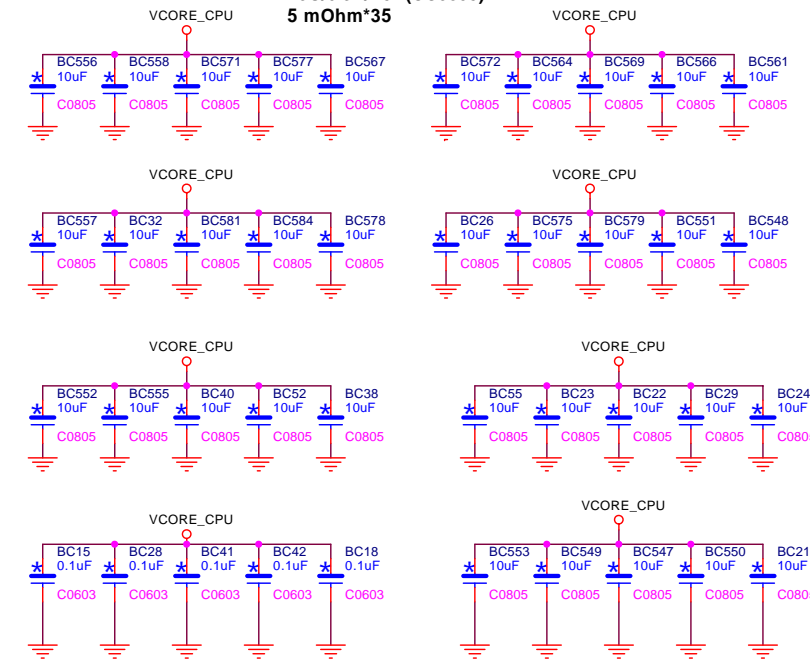 5 mOhm*35
VCORE_CPU
VCORE_CPU
BC556 BC558 BC571 BC577 BC567
10uF 10uF 10uF 10uF 10uF
C0805 C0805 C0805 C0805 C0805
BC572 BC564 BC569 BC566 BC561
10uF 10uF 10uF 10uF 10uF
C0805 C0805 C0805 C0805 C0805
VCORE_CPU
VCORE_CPU
BC557 BC32 BC581 BC584 BC578
10uF 10uF 10uF 10uF 10uF
C0805 C0805 C0805 C0805 C0805
BC26 BC575 BC579 BC551 BC548
10uF 10uF 10uF 10uF 10uF
C0805 C0805 C0805 C0805 C0805
VCORE_CPU
VCORE_CPU
BC552 BC555 BC40 BC52 BC38
10uF 10uF 10uF 10uF 10uF
C0805 C0805 C0805 C0805 C0805
BC55 BC23 BC22 BC29 BC24
10uF 10uF 10uF 10uF 10uF
C0805 C0805 C0805 C0805 C080
VCORE_CPU
VCORE_CPU
BC15 BC28 BC41 BC42 BC18
0.1uF 0.1uF 0.1uF 0.1uF 0.1uF
C0603 C0603 C0603 C0603 C0603
BC553 BC549 BC547 BC550 BC21
10uF 10uF 10uF 10uF 10uF
C0805 C0805 C0805 C0805 C080